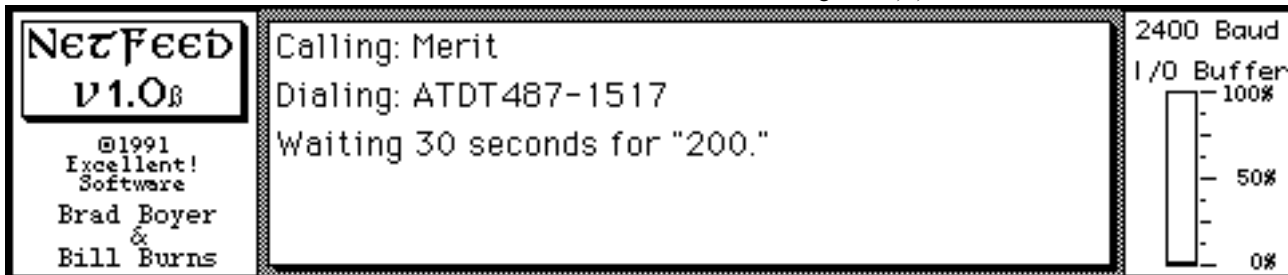 NETFEED
v1.0ß
©1991
Excellent!
Software
Brad Boyer
&
Bill Burns
Calling: Merit
Dialing: ATDT487-1517
Waiting 30 seconds for "200."
2400 Baud
I/O Buffer
100%
50%
0%